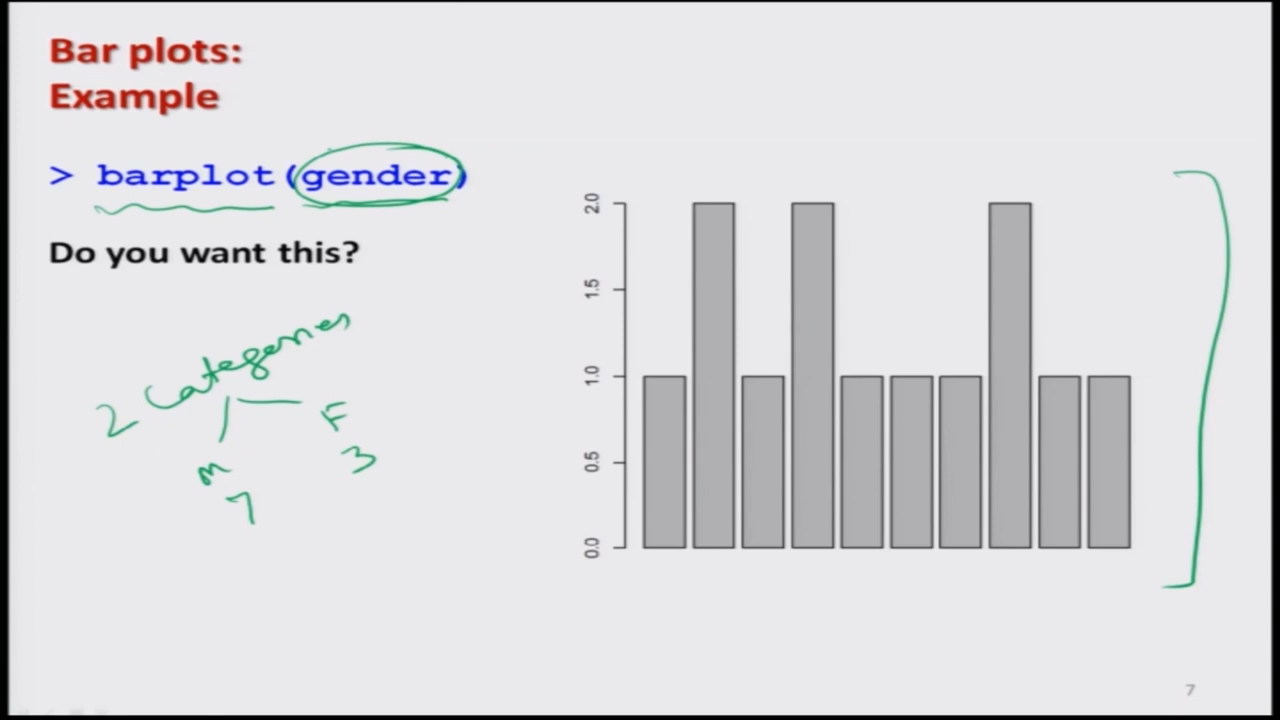 Bar plots:
Example
> barplot(gender)
Do you want this?
2 Categories
M F
7 3
2.0
1.5
1.0
0.5
0.0
7